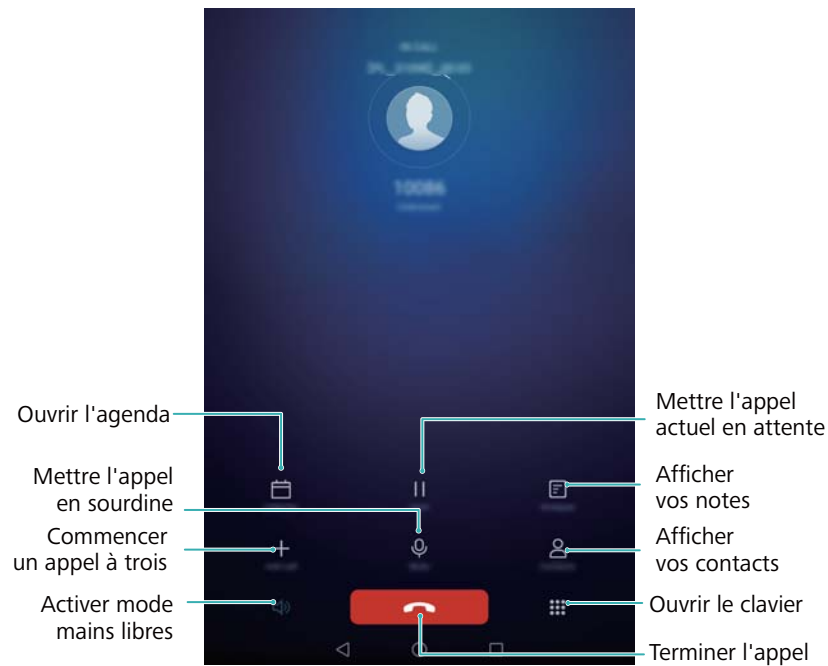 10086
Ouvrir l'agenda
Mettre l'appel
actuel en attente
Mettre l'appel
en sourdine
Afficher
vos notes
Commencer
un appel à trois
Afficher
vos contacts
Activer mode
mains libres
Ouvrir le clavier
Terminer l'appel